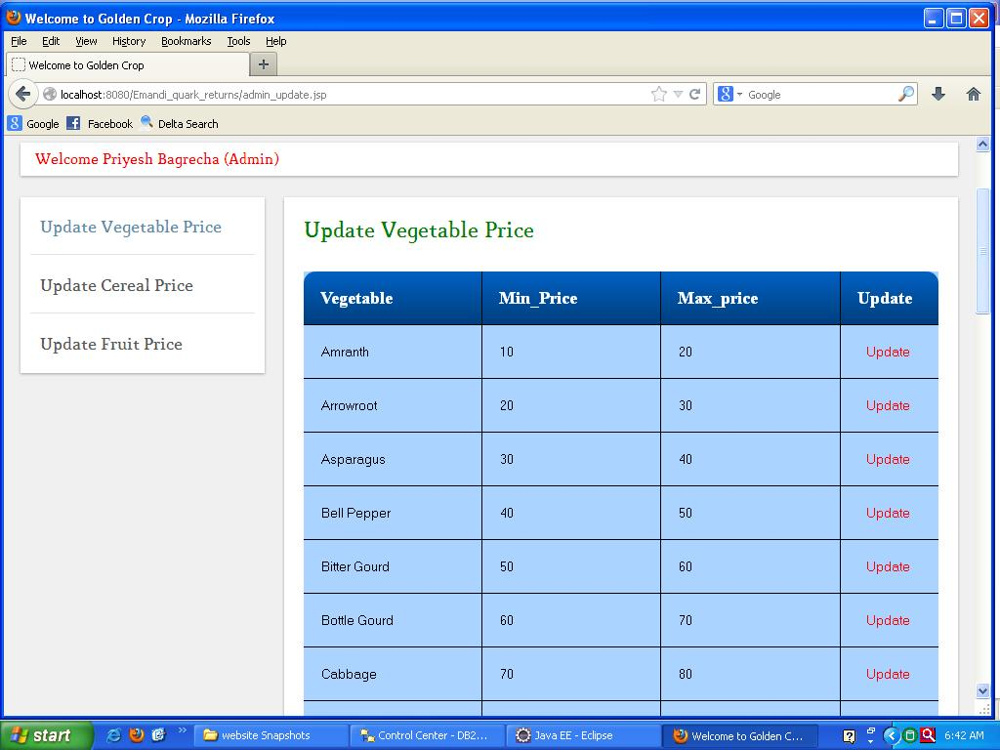 Welcome to Golden Crop - Mozilla Firefox
File Edit View History Bookmarks Tools Help
Welcome to Golden Crop
localhost:8080/Emandi_quark_returns/admin_update.jsp
Google
Google Facebook Delta Search
Welcome Priyesh Bagrecha (Admin)
Update Vegetable Price
Update Cereal Price
Update Fruit Price
Update Vegetable Price
Vegetable Min_Price Max_price Update
Amranth 10 20 Update
Arrowroot 20 30 Update
Asparagus 30 40 Update
Bell Pepper 40 50 Update
Bitter Gourd 50 60 Update
Bottle Gourd 60 70 Update
Cabbage 70 80 Update
start website Snapshots Control Center - DB2... Java EE - Eclipse Welcome to Golden C... 6:42 AM